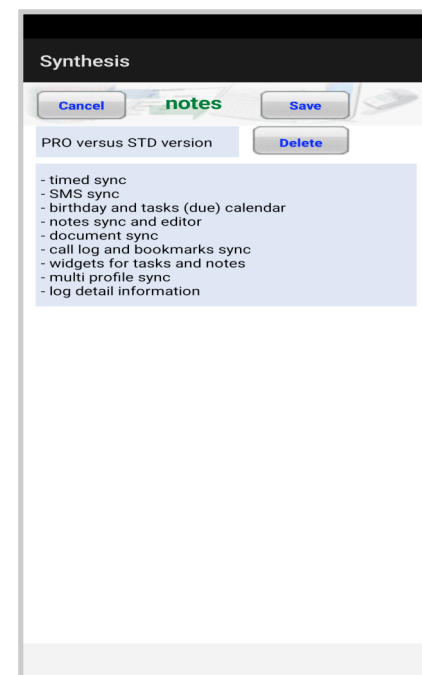 Synthesis
Cancel notes Save
PRO versus STD version Delete
- timed sync
- SMS sync
- birthday and tasks (due) calendar
- notes sync and editor
- document sync
- call log and bookmarks sync
- widgets for tasks and notes
- multi profile sync
- log detail information